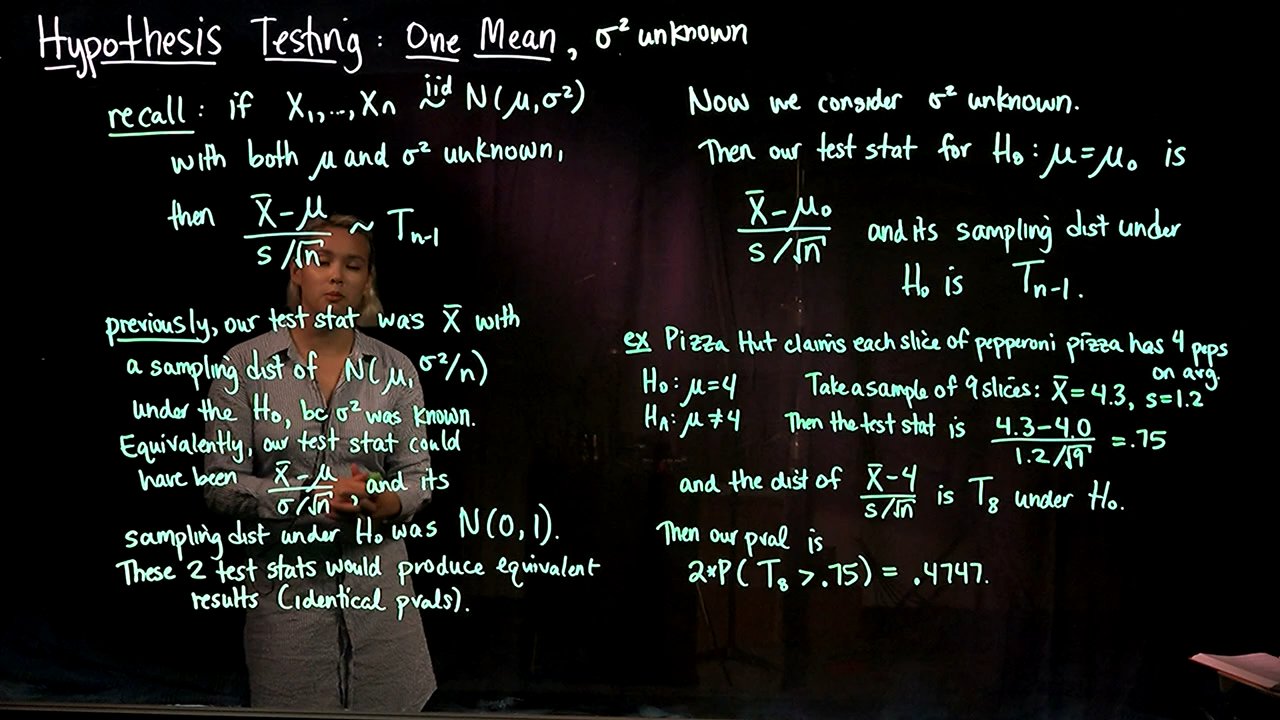 Hypothesis Testing: One Mean, σ² unknown
recall: if X₁,...,Xn iid ~ N(μ,σ²)
with both μ and σ² unknown,
then (X̄-μ)/(s/√n) ~ Tn-1
previously, our test stat was X̄ with
a sampling dist of N(μ, σ²/n)
under the H₀, bc σ² was known.
Equivalently, our test stat could
have been (X̄-μ)/(σ/√n), and its
sampling dist under H₀ was N(0,1).
These 2 test stats would produce equivalent
results (identical pvals).
Now we consider σ² unknown.
Then our test stat for H₀: μ=μ₀ is
(X̄-μ₀)/(s/√n) and its sampling dist under
H₀ is Tn-1.
ex Pizza Hut claims each slice of pepperoni pizza has 4 peps
on avg.
H₀: μ=4 Take a sample of 9 slices: X̄=4.3, s=1.2
HA: μ≠4 Then the test stat is (4.3-4.0)/(1.2/√9) = .75
and the dist of (X̄-4)/(s/√n) is T₈ under H₀.
Then our pval is
2*P(T₈ > .75) = .4747.